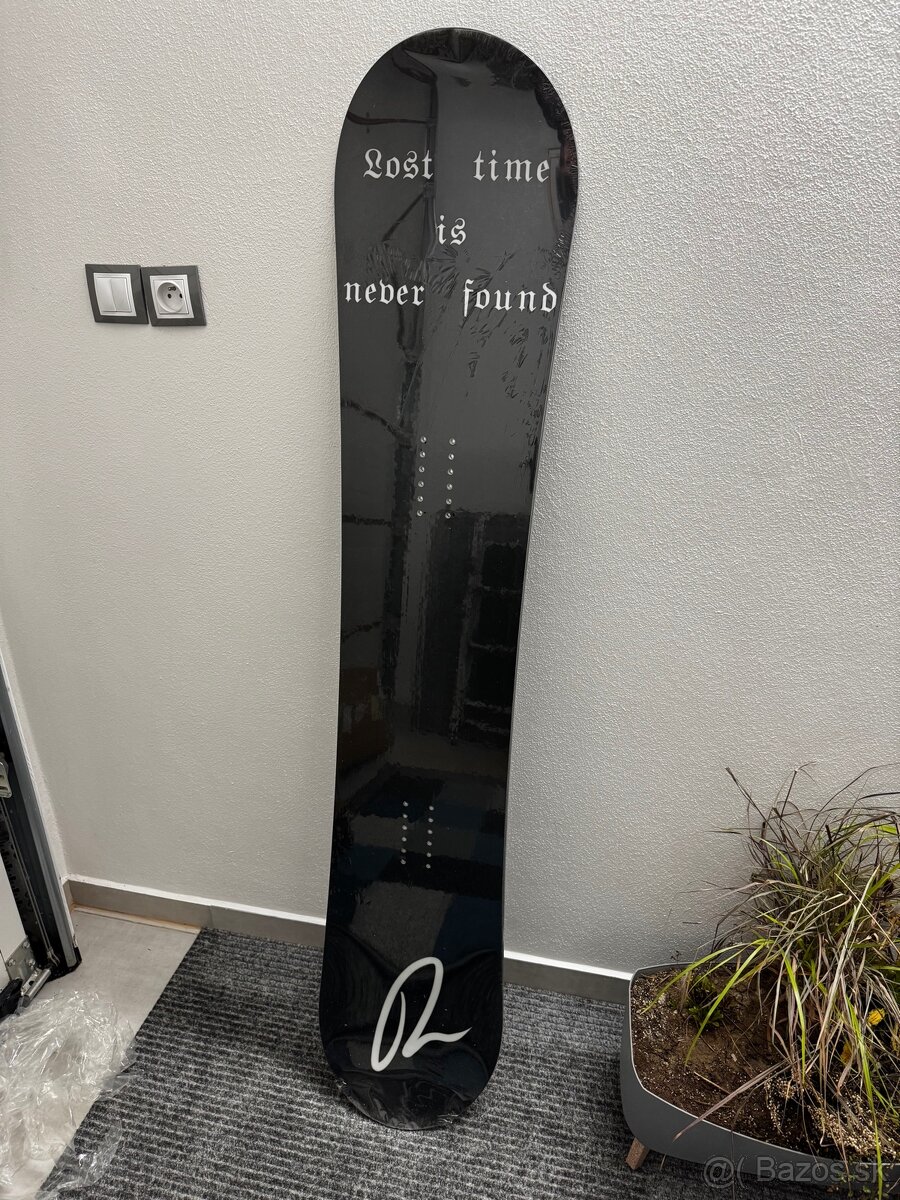 Lost time
is
never found
R
@( Bazos.sk